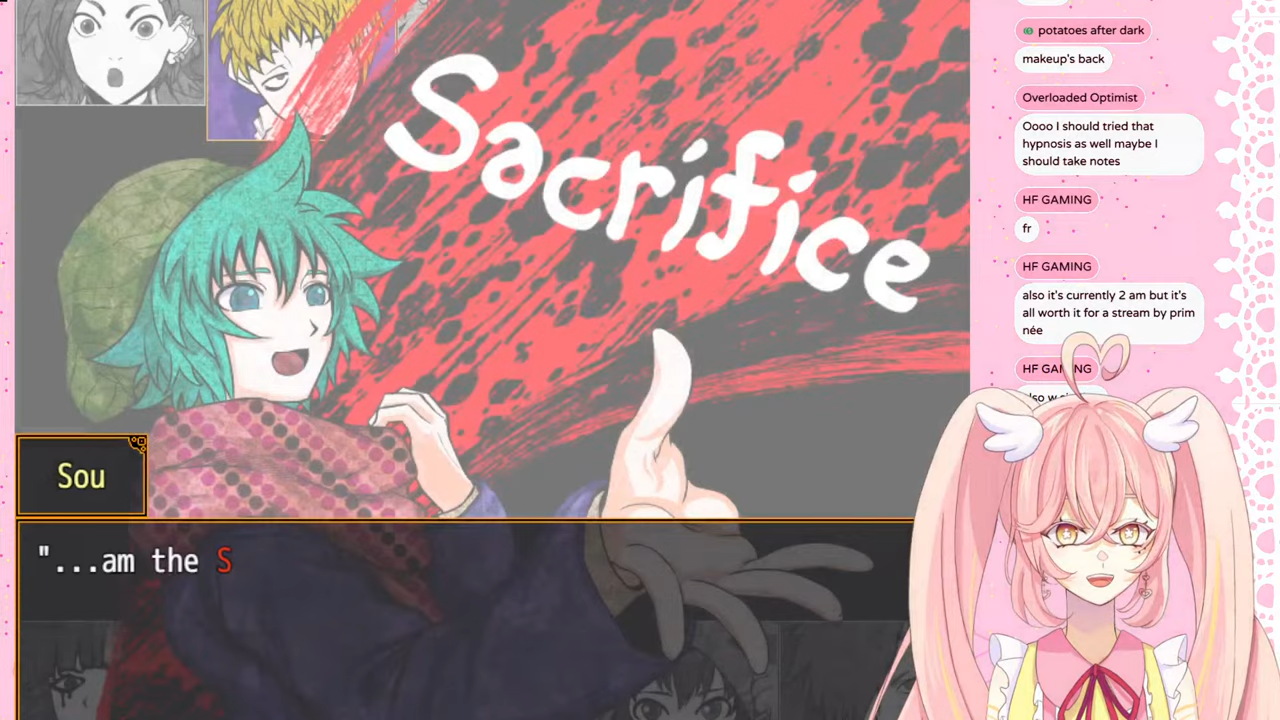 Sacrifice
Sou
"...am the S
potatoes after dark
makeup's back
Overloaded Optimist
Oooo I should tried that
hypnosis as well maybe I
should take notes
HF GAMING
fr
HF GAMING
also it's currently 2 am but it's
all worth it for a stream by prim
née
HF GAMING